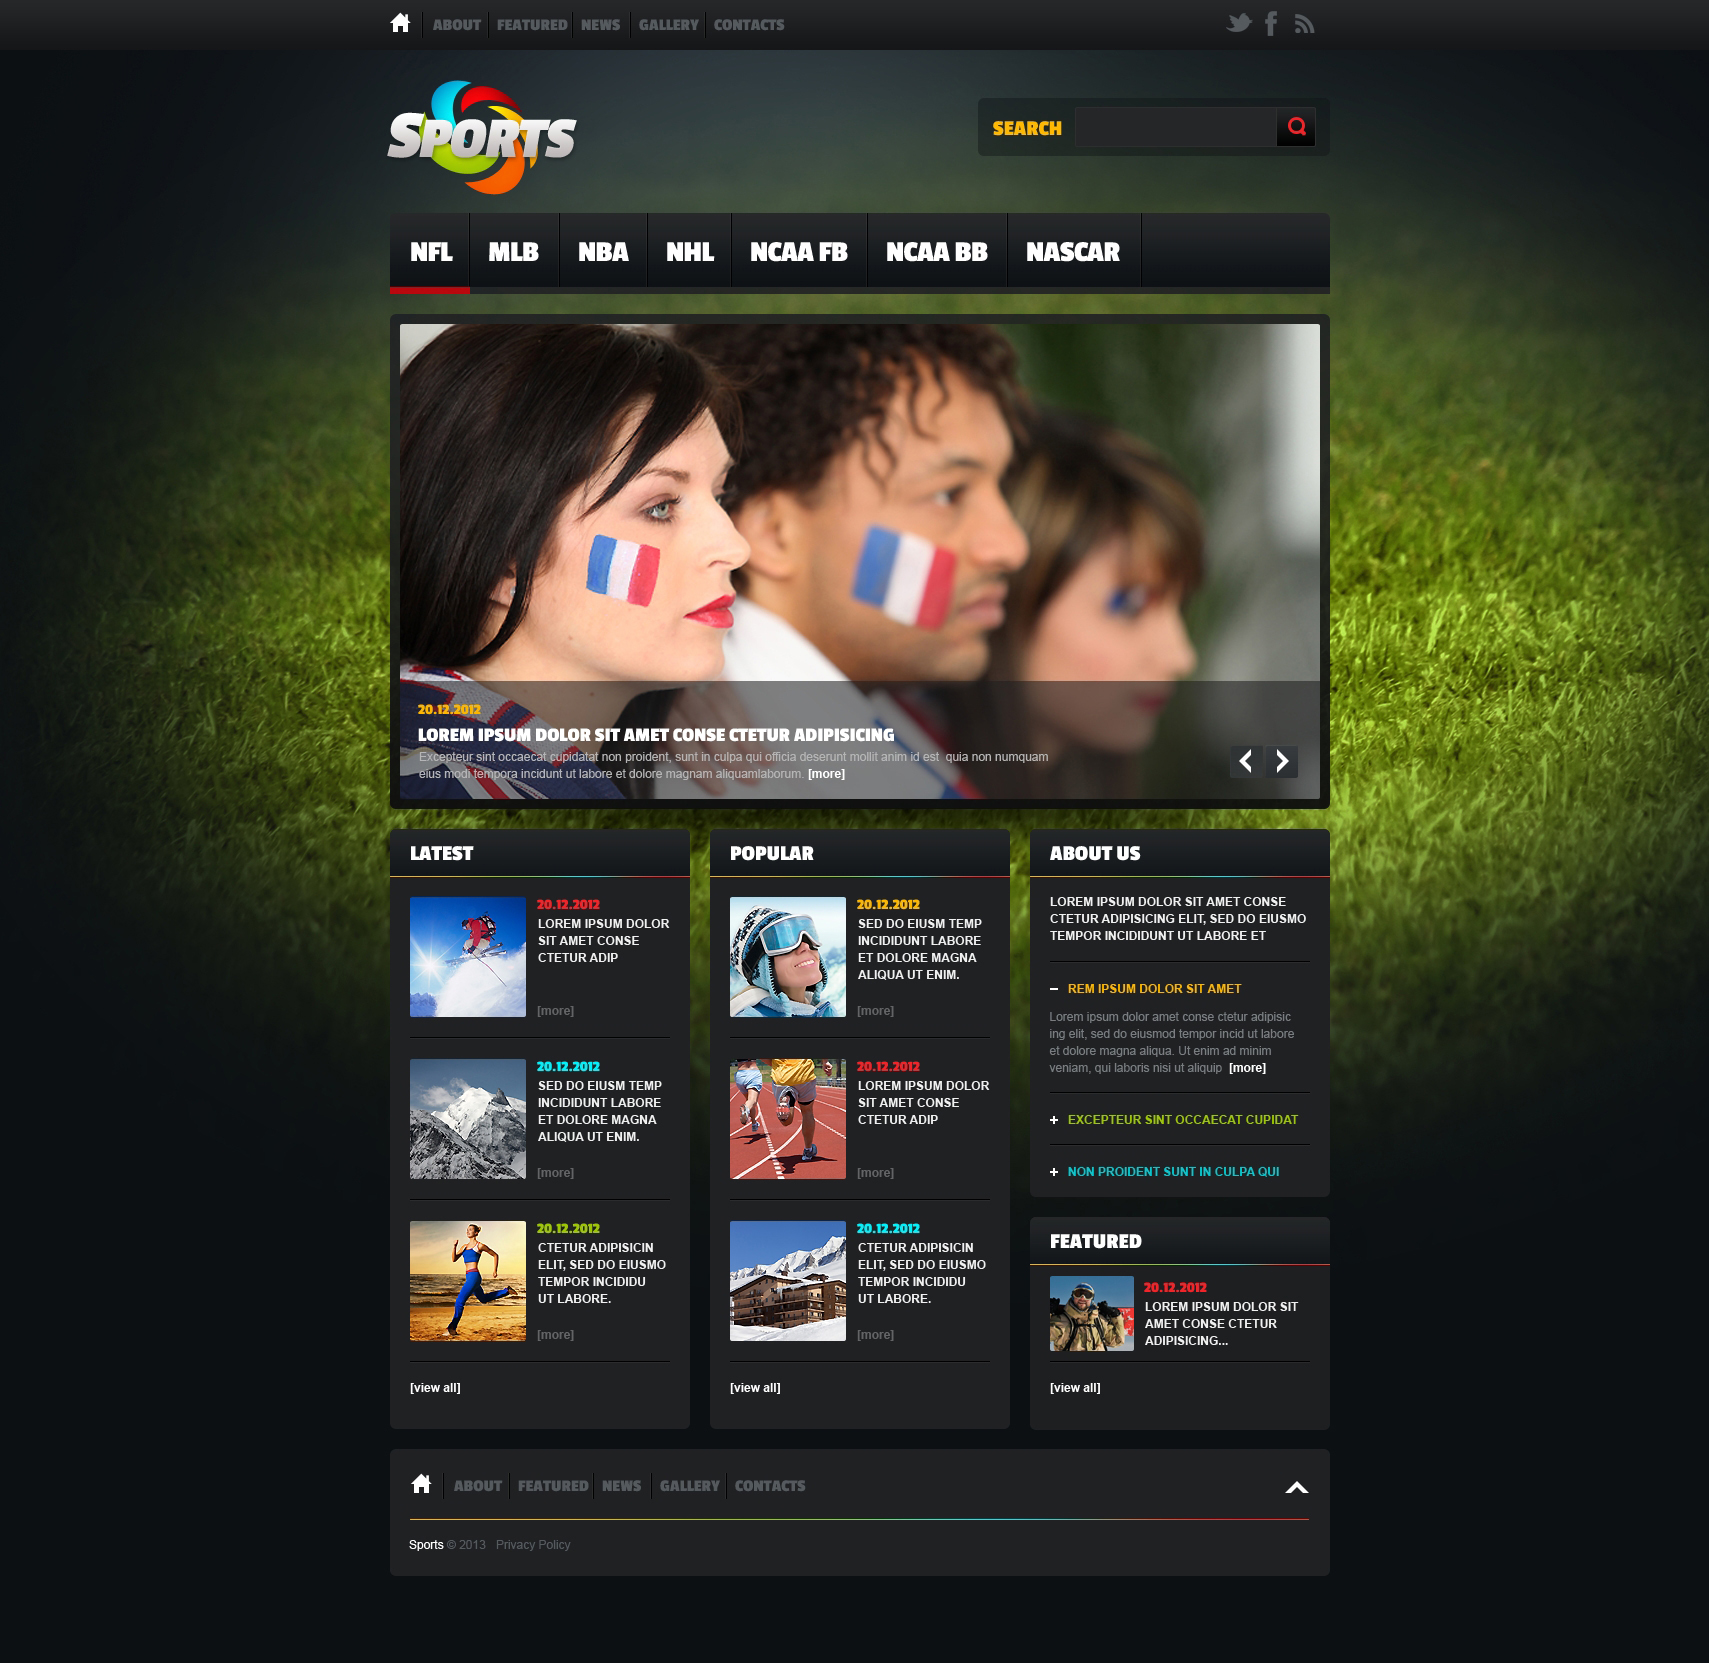 ABOUT FEATURED NEWS GALLERY CONTACTS
SPORTS
SEARCH
NFL MLB NBA NHL NCAA FB NCAA BB NASCAR
20.12.2012
LOREM IPSUM DOLOR SIT AMET CONSE CTETUR ADIPISICING
Excepteur sint occaecat cupidatat non proident, sunt in culpa qui officia deserunt mollit anim id est quia non numquam
eius modi tempora incidunt ut labore et dolore magnam aliquamlaborum. [more]
LATEST
20.12.2012
LOREM IPSUM DOLOR
SIT AMET CONSE
CTETUR ADIP
[more]
20.12.2012
SED DO EIUSM TEMP
INCIDIDUNT LABORE
ET DOLORE MAGNA
ALIQUA UT ENIM.
[more]
20.12.2012
CTETUR ADIPISICIN
ELIT, SED DO EIUSMO
TEMPOR INCIDIDU
UT LABORE.
[more]
[view all]
POPULAR
20.12.2012
SED DO EIUSM TEMP
INCIDIDUNT LABORE
ET DOLORE MAGNA
ALIQUA UT ENIM.
[more]
20.12.2012
LOREM IPSUM DOLOR
SIT AMET CONSE
CTETUR ADIP
[more]
20.12.2012
CTETUR ADIPISICIN
ELIT, SED DO EIUSMO
TEMPOR INCIDIDU
UT LABORE.
[more]
[view all]
ABOUT US
LOREM IPSUM DOLOR SIT AMET CONSE
CTETUR ADIPISICING ELIT, SED DO EIUSMO
TEMPOR INCIDIDUNT UT LABORE ET
REM IPSUM DOLOR SIT AMET
Lorem ipsum dolor amet conse ctetur adipisic
ing elit, sed do eiusmod tempor incid ut labore
et dolore magna aliqua. Ut enim ad minim
veniam, qui laboris nisi ut aliquip [more]
EXCEPTEUR SINT OCCAECAT CUPIDAT
NON PROIDENT SUNT IN CULPA QUI
FEATURED
20.12.2012
LOREM IPSUM DOLOR SIT
AMET CONSE CTETUR
ADIPISICING...
[view all]
ABOUT FEATURED NEWS GALLERY CONTACTS
Sports © 2013 Privacy Policy